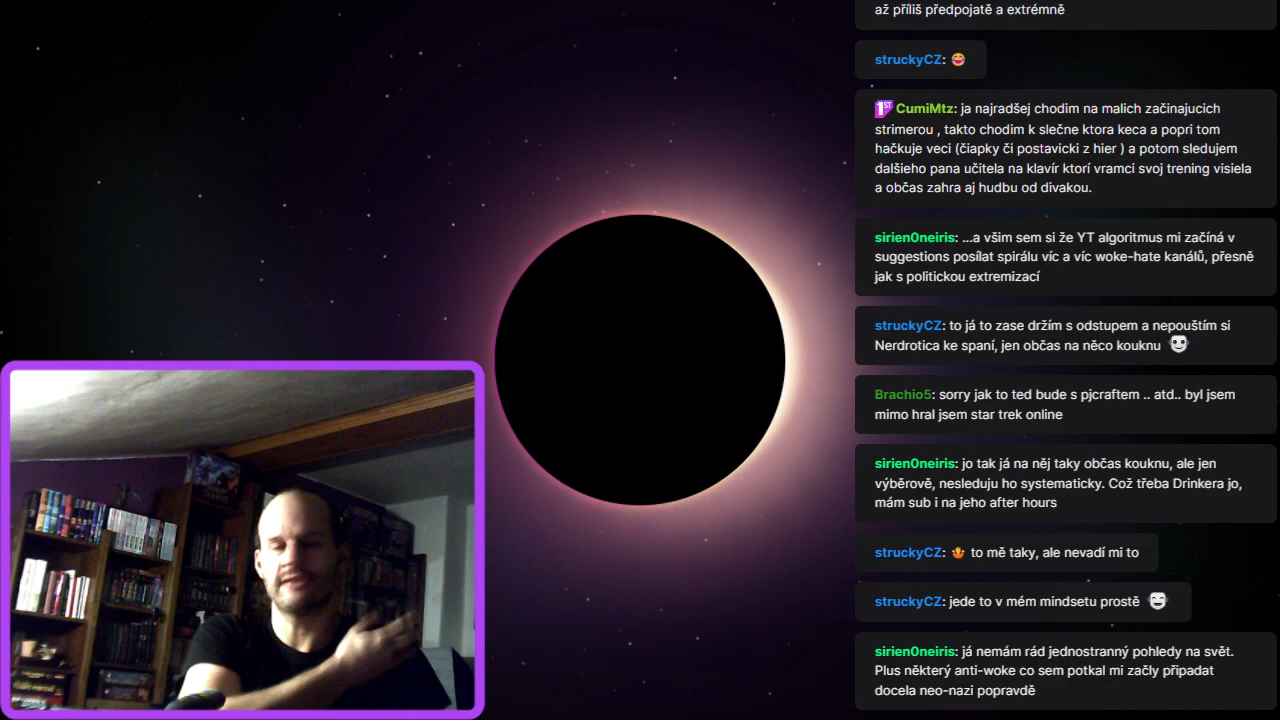 až příliš předpojatě a extrémně
struckyCZ: 😂
1ST CumiMtz: ja najradšej chodim na malich začinajucich
strimerou , takto chodim k slečne ktora keca a popri tom
hačkuje veci (čiapky či postavicki z hier ) a potom sledujem
dalšieho pana učitela na klavír ktorí vramci svoj trening visiela
a občas zahra aj hudbu od divakou.
sirien0neiris: ...a všim sem si že YT algoritmus mi začíná v
suggestions posílat spirálu víc a víc woke-hate kanálů, přesně
jak s politickou extremizací
struckyCZ: to já to zase držím s odstupem a nepouštím si
Nerdrotica ke spaní, jen občas na něco kouknu
Brachio5: sorry jak to ted bude s pjcraftem .. atd.. byl jsem
mimo hral jsem star trek online
sirien0neiris: jo tak já na něj taky občas kouknu, ale jen
výběrově, nesleduju ho systematicky. Což třeba Drinkera jo,
mám sub i na jeho after hours
struckyCZ: 🤷 to mě taky, ale nevadí mi to
struckyCZ: jede to v mém mindsetu prostě
sirien0neiris: já nemám rád jednostranný pohledy na svět.
Plus některý anti-woke co sem potkal mi začly připadat
docela neo-nazi popravdě